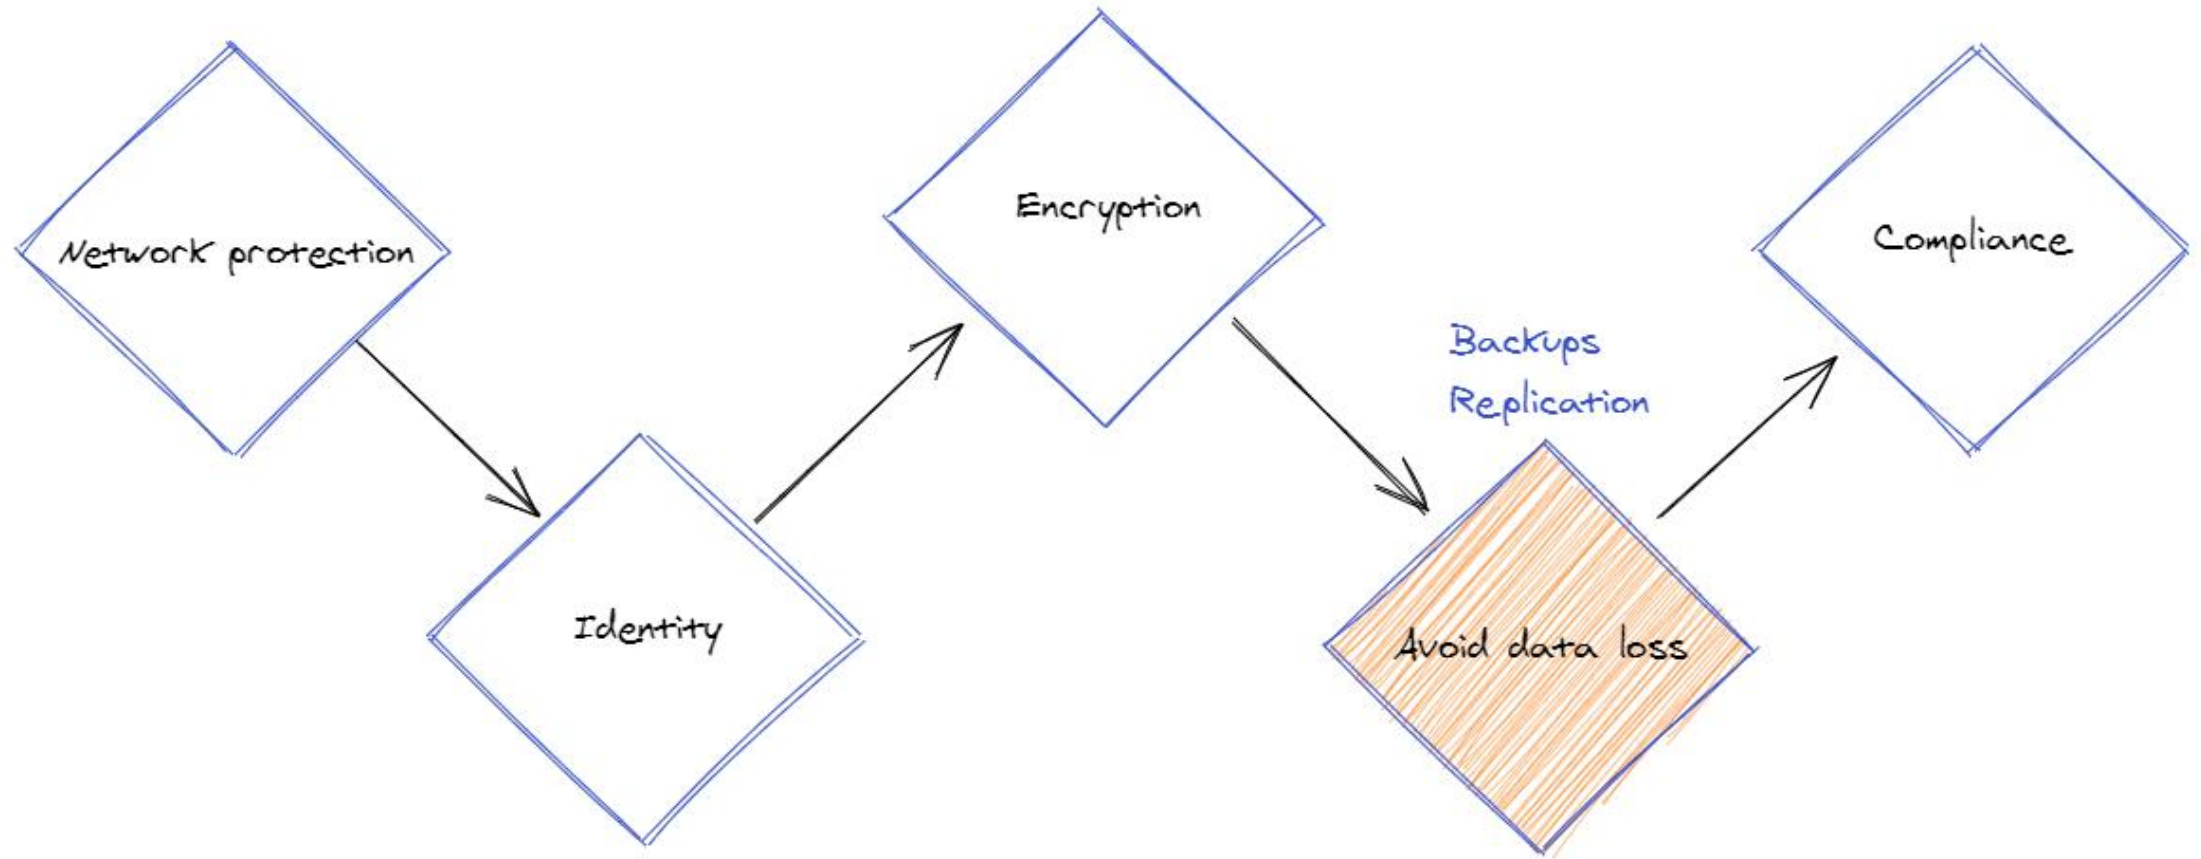 Network protection
Identity
Encryption
Backups
Replication
Avoid data loss
Compliance